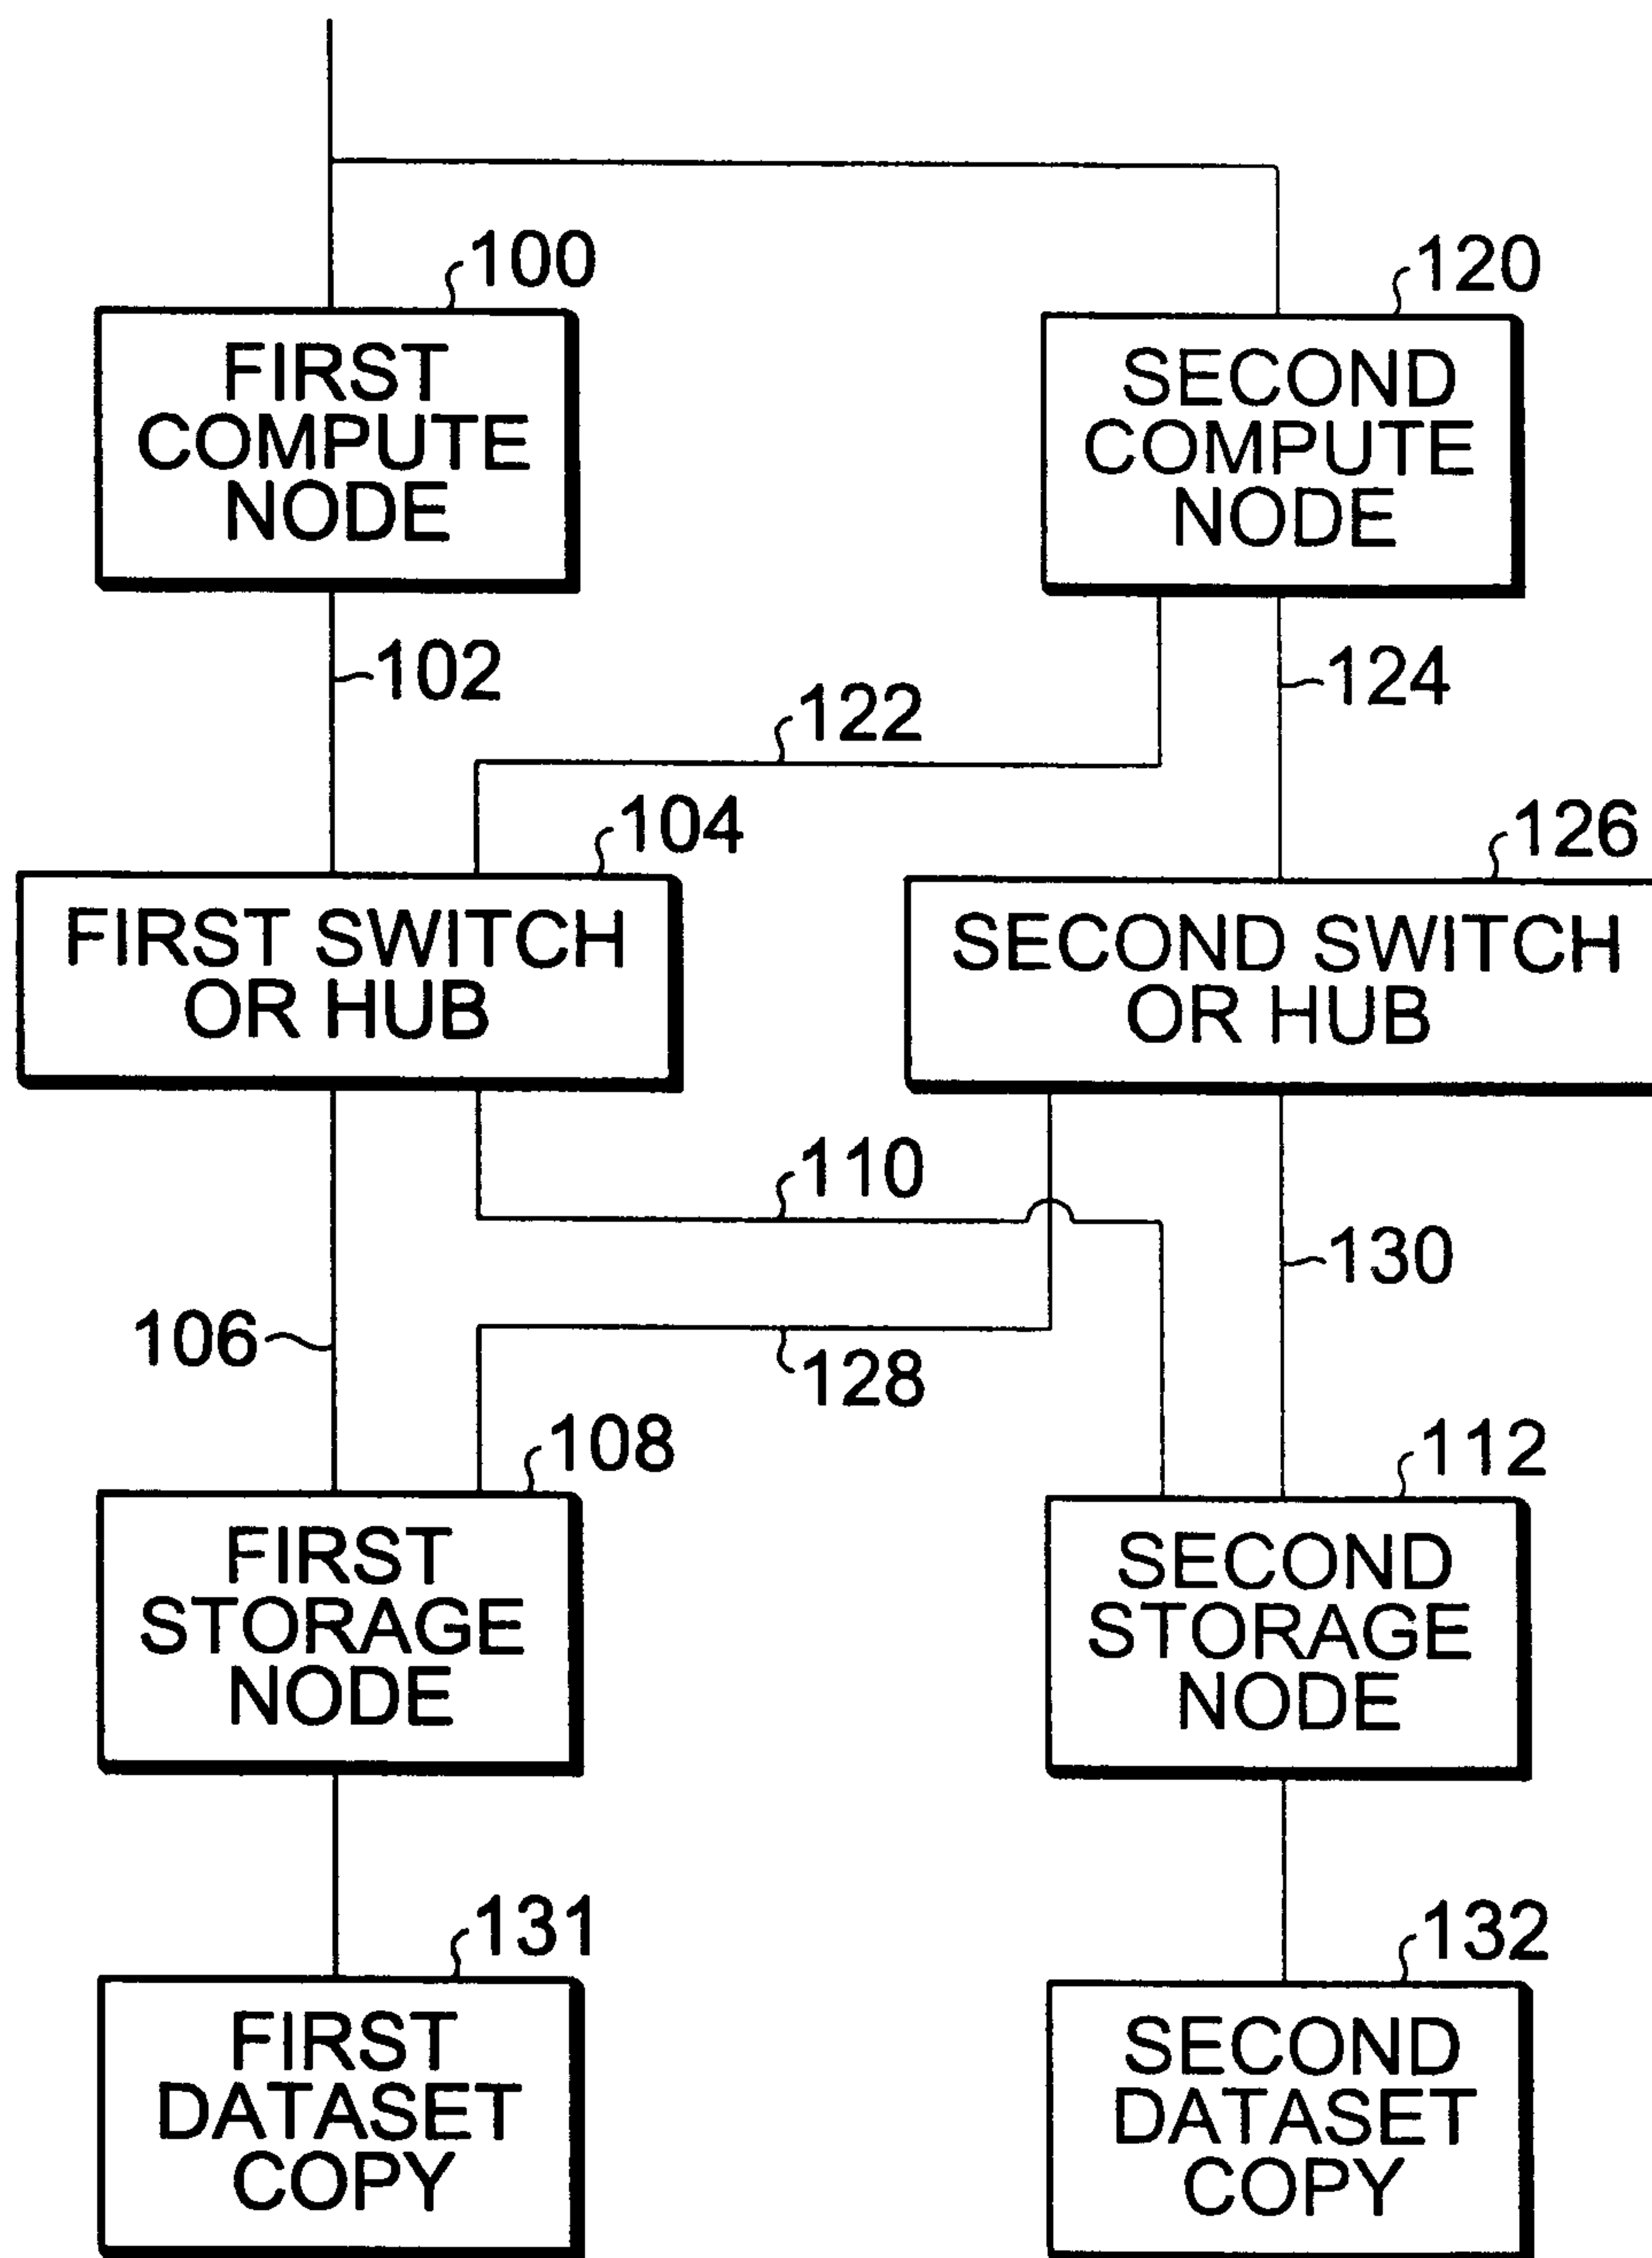 100
120
FIRST
COMPUTE
NODE
SECOND
COMPUTE
NODE
102
124
122
104
126
FIRST SWITCH
OR HUB
SECOND SWITCH
OR HUB
110
130
106
128
108
112
FIRST
STORAGE
NODE
SECOND
STORAGE
NODE
131
132
FIRST
DATASET
COPY
SECOND
DATASET
COPY